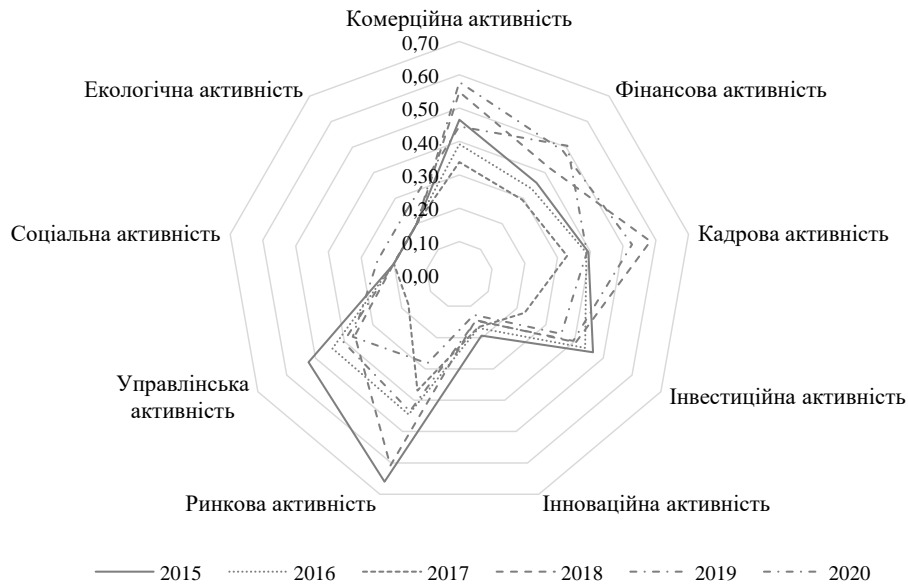 Комерційна активність
0,70
Екологічна активність
0,60
Фінансова активність
0,50
0,40
0,30
0,20
Соціальна активність
Кадрова активність
0,10
0,00
Управлінська
активність
Інвестиційна активність
Ринкова активність
Інноваційна активність
2015
2016
2017
2018
2019
2020